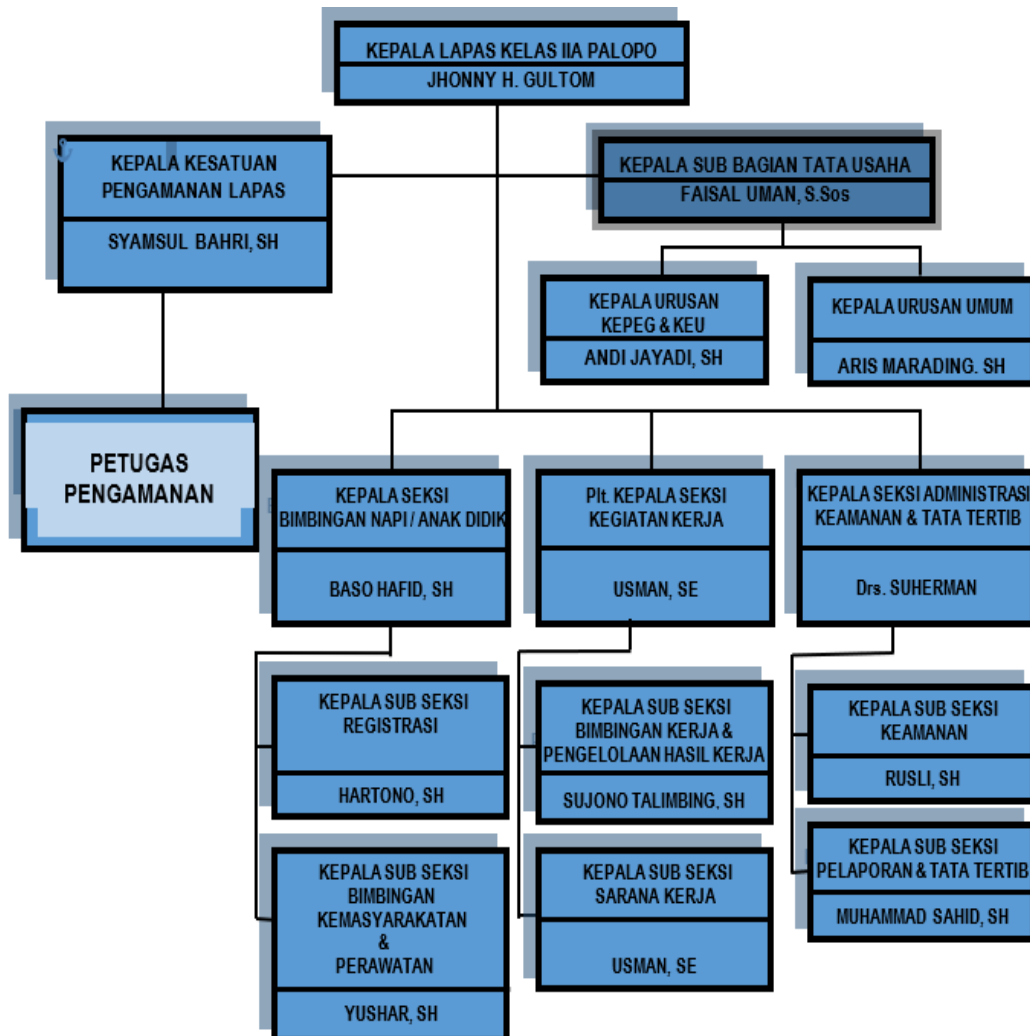 KEPALA LAPAS KELAS IIA PALOPO
JHONNY H. GULTOM
KEPALA KESATUAN
PENGAMANAN LAPAS
SYAMSUL BAHRI, SH
KEPALA SUB BAGIAN TATA USAHA
FAISAL UMAN, S.Sos
KEPALA URUSAN
KEPEG & KEU
ANDI JAYADI, SH
KEPALA URUSAN UMUM
ARIS MARADING. SH
PETUGAS
PENGAMANAN
KEPALA SEKSI
BIMBINGAN NAPI / ANAK DIDIK
BASO HAFID, SH
Plt. KEPALA SEKSI
KEGIATAN KERJA
USMAN, SE
KEPALA SEKSI ADMINISTRASI
KEAMANAN & TATA TERTIB
Drs. SUHERMAN
KEPALA SUB SEKSI
REGISTRASI
HARTONO, SH
KEPALA SUB SEKSI
BIMBINGAN KERJA &
PENGELOLAAN HASIL KERJA
SUJONO TALIMBING, SH
KEPALA SUB SEKSI
KEAMANAN
RUSLI, SH
KEPALA SUB SEKSI
BIMBINGAN
KEMASYARAKATAN
&
PERAWATAN
YUSHAR, SH
KEPALA SUB SEKSI
SARANA KERJA
USMAN, SE
KEPALA SUB SEKSI
PELAPORAN & TATA TERTIB
MUHAMMAD SAHID, SH